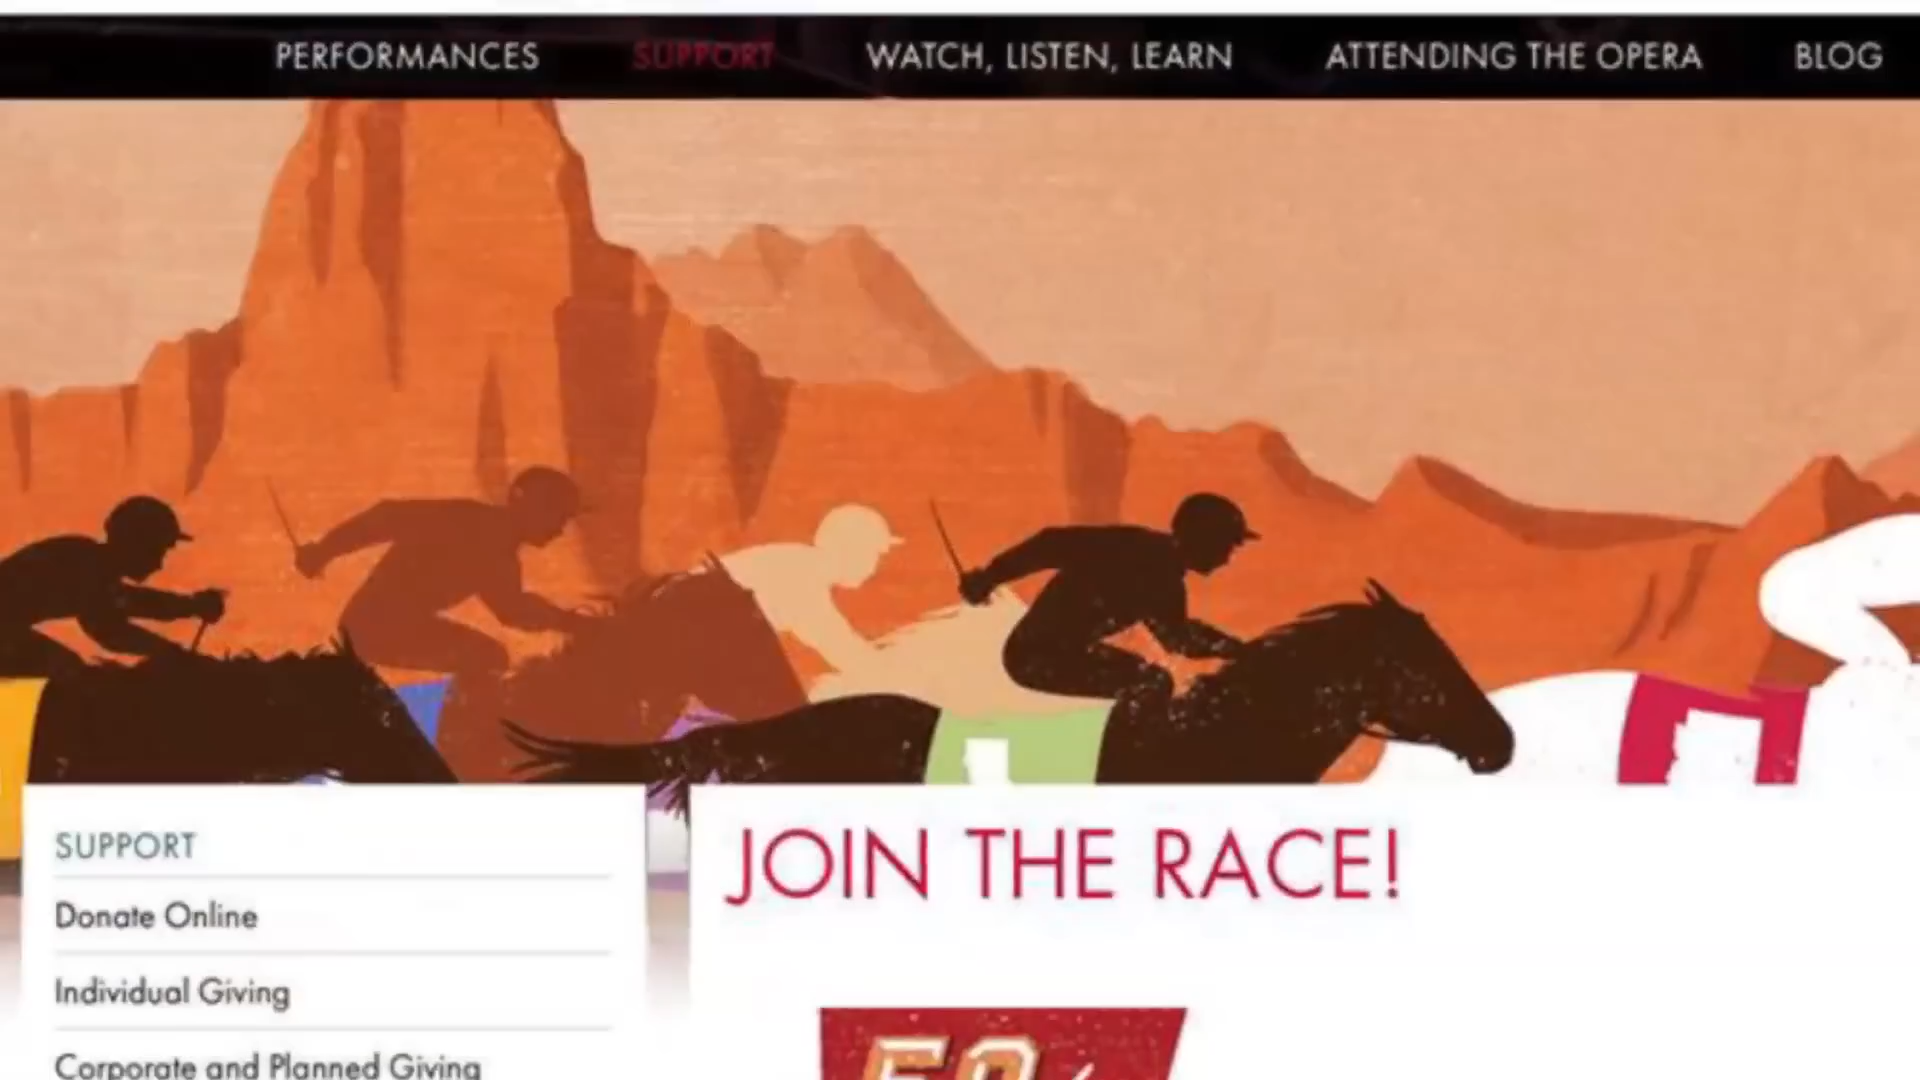 PERFORMANCES SUPPORT WATCH, LISTEN, LEARN ATTENDING THE OPERA BLOG
SUPPORT
Donate Online
Individual Giving
Corporate and Planned Giving
JOIN THE RACE!